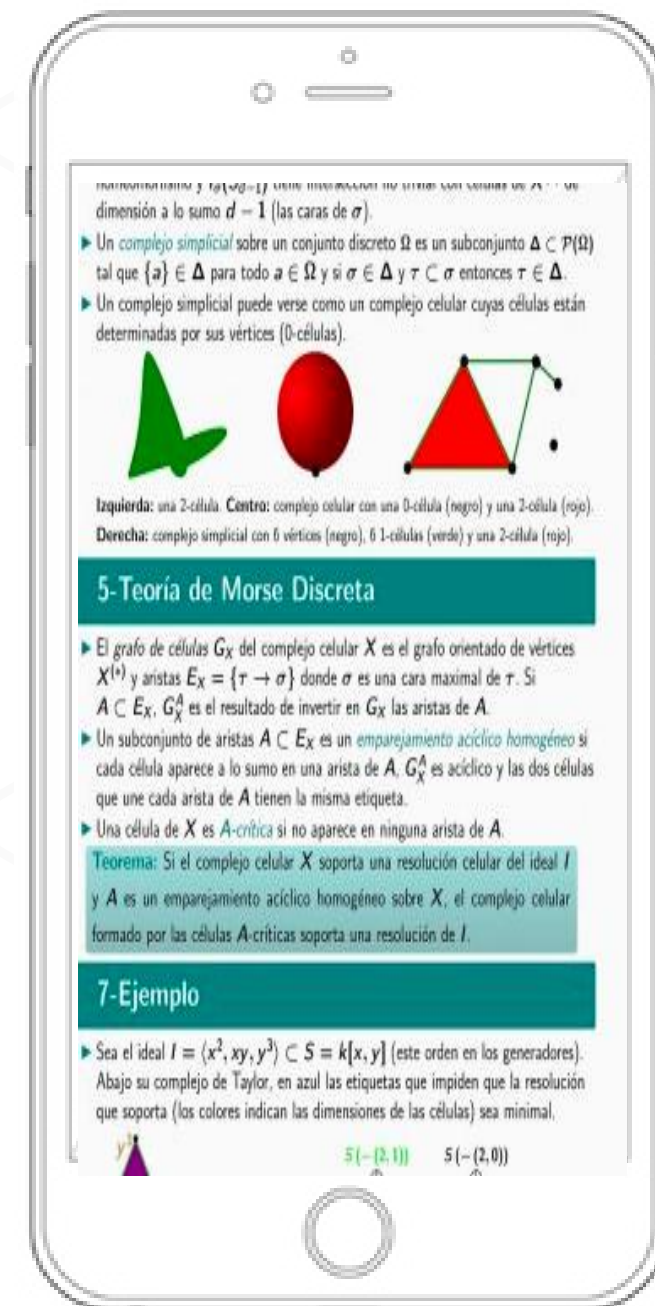 dimensión a lo sumo d − 1 (las caras de σ).
▶ Un complejo simplicial sobre un conjunto discreto Ω es un subconjunto Δ ⊂ P(Ω)
tal que {a} ∈ Δ para todo a ∈ Ω y si σ ∈ Δ y τ ⊂ σ entonces τ ∈ Δ.
▶ Un complejo simplicial puede verse como un complejo celular cuyas células están
determinadas por sus vértices (0-células).
Izquierda: una 2-célula. Centro: complejo celular con una 0-célula (negro) y una 2-célula (rojo).
Derecha: complejo simplicial con 6 vértices (negro), 6 1-células (verde) y una 2-célula (rojo).
5-Teoría de Morse Discreta
▶ El grafo de células G_X del complejo celular X es el grafo orientado de vértices
X^(*) y aristas E_X = {τ → σ} donde σ es una cara maximal de τ. Si
A ⊂ E_X, G_X^A es el resultado de invertir en G_X las aristas de A.
▶ Un subconjunto de aristas A ⊂ E_X es un emparejamiento acíclico homogéneo si
cada célula aparece a lo sumo en una arista de A, G_X^A es acíclico y las dos células
que une cada arista de A tienen la misma etiqueta.
▶ Una célula de X es A-crítica si no aparece en ninguna arista de A.
Teorema: Si el complejo celular X soporta una resolución celular del ideal I
y A es un emparejamiento acíclico homogéneo sobre X, el complejo celular
formado por las células A-críticas soporta una resolución de I.
7-Ejemplo
▶ Sea el ideal I = ⟨x², xy, y³⟩ ⊂ S = k[x, y] (este orden en los generadores).
Abajo su complejo de Taylor, en azul las etiquetas que impiden que la resolución
que soporta (los colores indican las dimensiones de las células) sea minimal.
y³ S(−(2,1)) S(−(2,0))